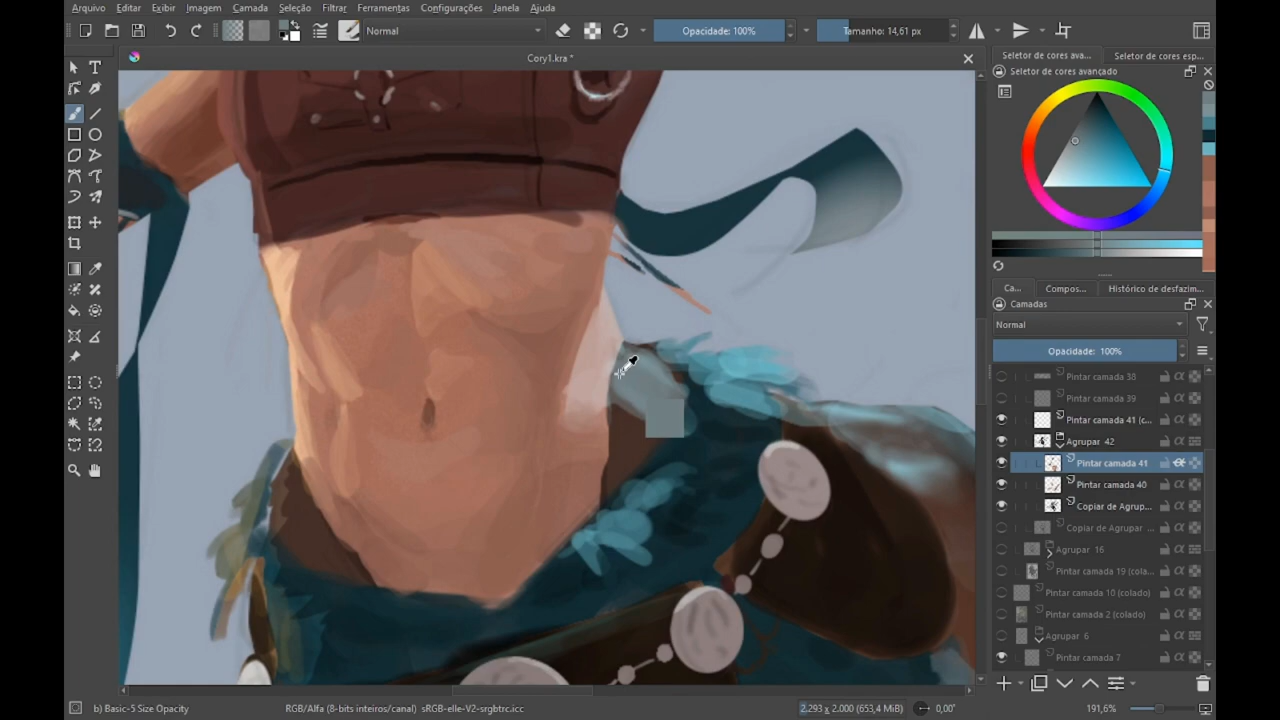 Arquivo Editar Exibir Imagem Camada Seleção Filtrar Ferramentas Configurações Janela Ajuda
Normal
Opacidade: 100%
Tamanho: 14,61 px
Cory1.kra *
Seletor de cores ava...
Seletor de cores esp...
Seletor de cores avançado
Ca...
Compos...
Histórico de desfazim...
Camadas
Normal
Opacidade: 100%
Pintar camada 38
Pintar camada 39
Pintar camada 41 (c...
Agrupar 42
Pintar camada 41
Pintar camada 40
Copiar de Agrup...
Copiar de Agrupar ...
Agrupar 16
Pintar camada 19 (cola...
Pintar camada 10 (colado)
Pintar camada 2 (colado)
Agrupar 6
Pintar camada 7
b) Basic-5 Size Opacity
RGB/Alfa (8-bits inteiros/canal) sRGB-elle-V2-srgbtrc.icc
2.293 x 2.000 (653,4 MiB)
0,00°
191,6%